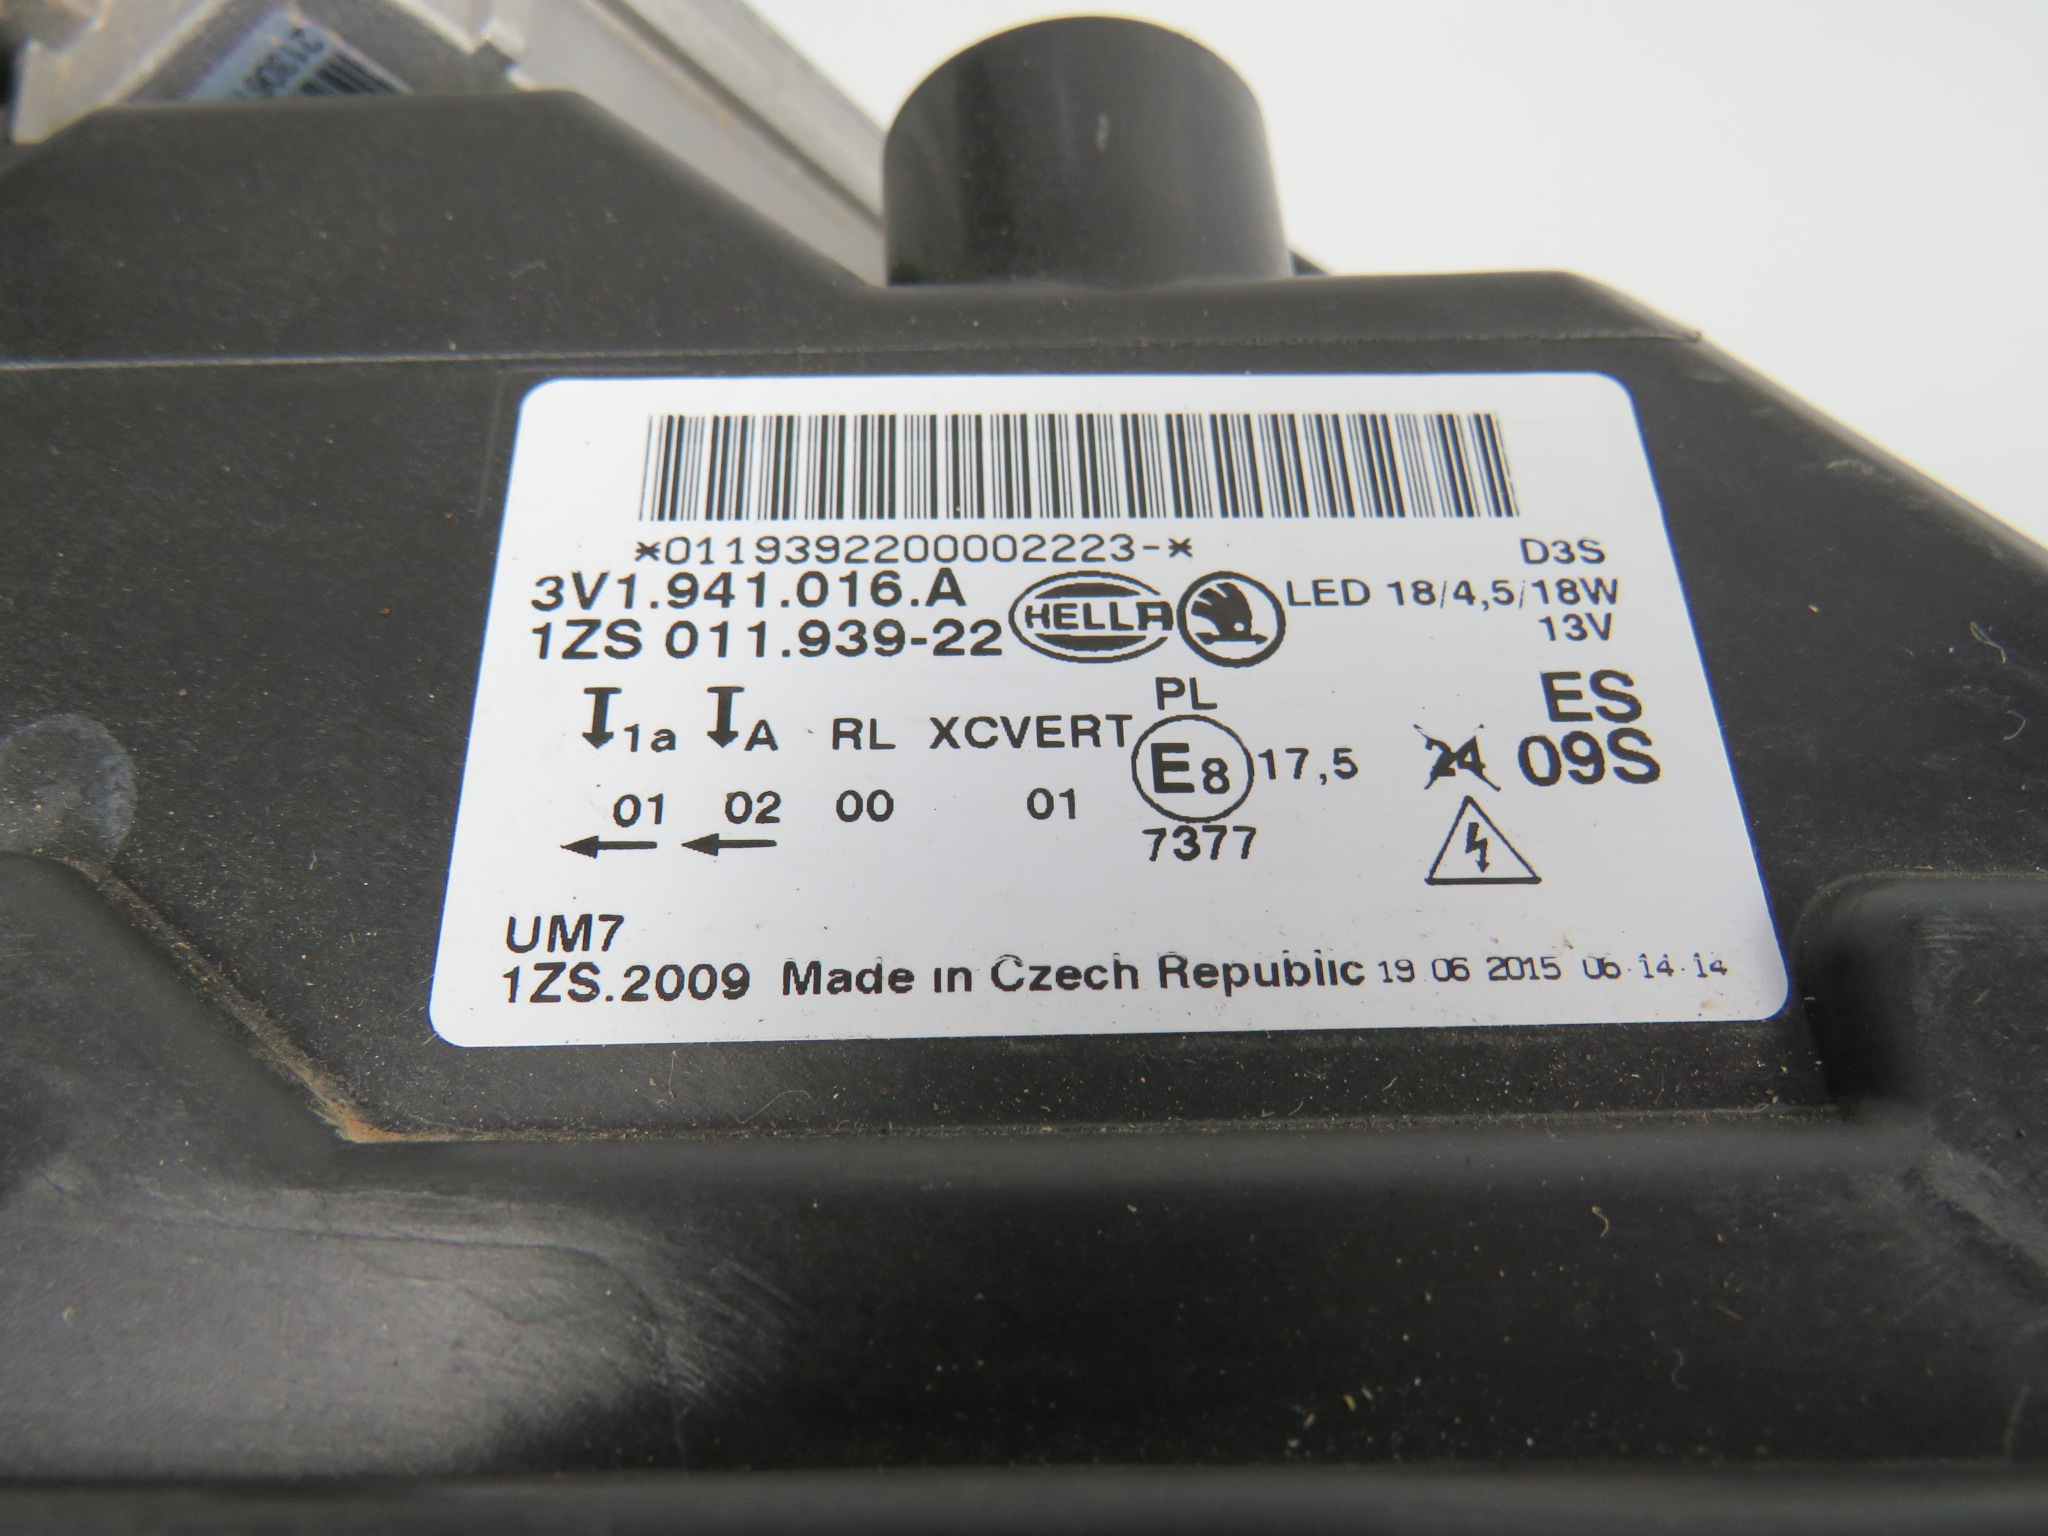 *0119392200002223-*
D3S
3V1.941.016.A
HELLA
LED 18/4,5/18W
1ZS 011.939-22
13V
1a A RL XCVERT PL
E8 17,5 24 ES
09S
01 02 00 01
7377
UM7
1ZS.2009 Made in Czech Republic 19 06 2015 06.14.14